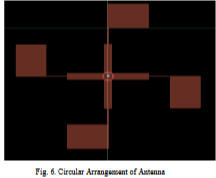 Fig. 6. Circular Arrangement of Antenna